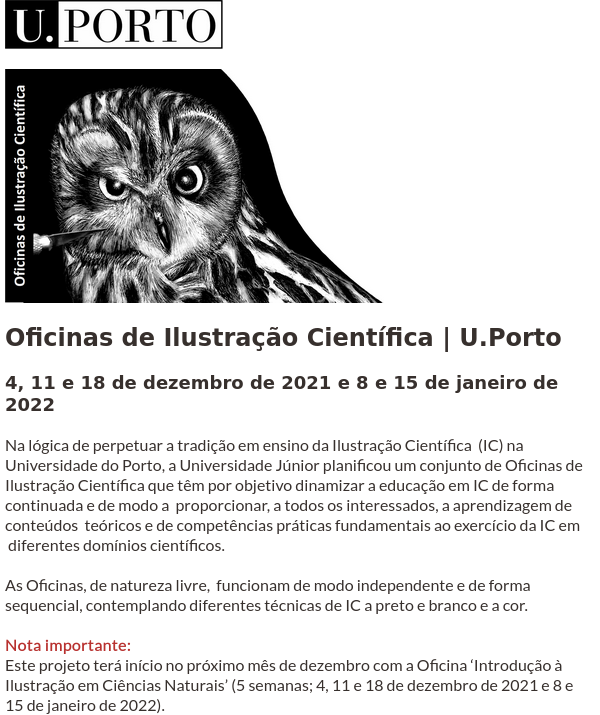 U. PORTO
Oficinas de Ilustração Científica
Oficinas de Ilustração Científica | U.Porto
4, 11 e 18 de dezembro de 2021 e 8 e 15 de janeiro de
2022
Na lógica de perpetuar a tradição em ensino da Ilustração Científica  (IC) na
Universidade do Porto, a Universidade Júnior planificou um conjunto de Oficinas de
Ilustração Científica que têm por objetivo dinamizar a educação em IC de forma
continuada e de modo a  proporcionar, a todos os interessados, a aprendizagem de
conteúdos  teóricos e de competências práticas fundamentais ao exercício da IC em
diferentes domínios científicos.
As Oficinas, de natureza livre,  funcionam de modo independente e de forma
sequencial, contemplando diferentes técnicas de IC a preto e branco e a cor.
Nota importante:
Este projeto terá início no próximo mês de dezembro com a Oficina ‘Introdução à
Ilustração em Ciências Naturais’ (5 semanas; 4, 11 e 18 de dezembro de 2021 e 8 e
15 de janeiro de 2022).